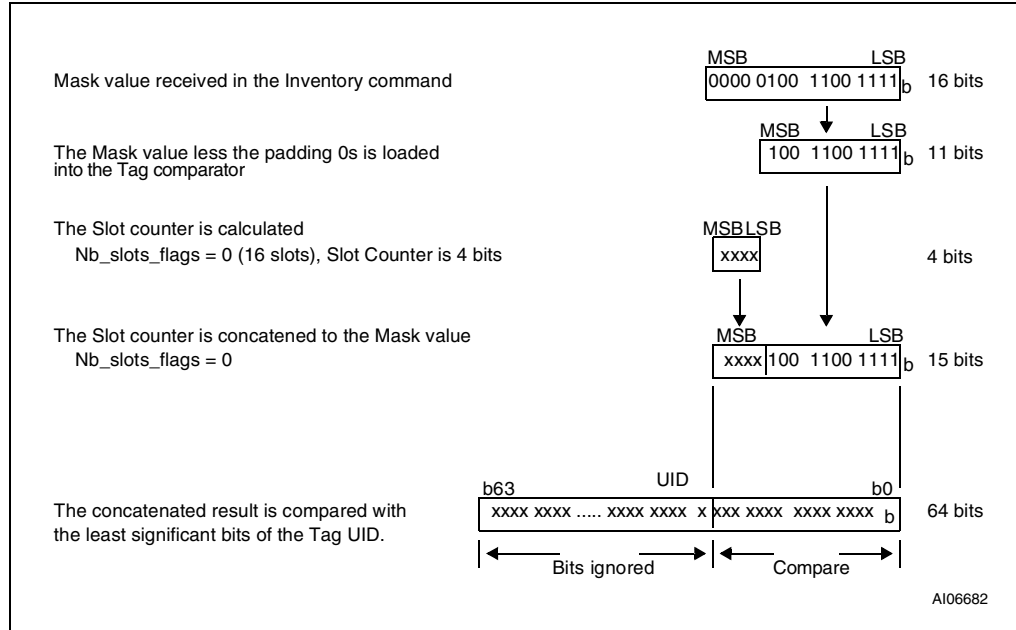 MSB LSB
Mask value received in the Inventory command 0000 0100 1100 1111 b 16 bits
MSB LSB
The Mask value less the padding 0s is loaded
into the Tag comparator
100 1100 1111 b 11 bits
The Slot counter is calculated
MSB LSB
Nb_slots_flags = 0 (16 slots), Slot Counter is 4 bits xxxx 4 bits
The Slot counter is concatened to the Mask value
MSB LSB
Nb_slots_flags = 0 xxxx 100 1100 1111 b 15 bits
UID
b63 b0
The concatenated result is compared with
the least significant bits of the Tag UID.
xxxx xxxx ..... xxxx xxxx x xxx xxxx xxxx xxxx b 64 bits
Bits ignored Compare
AI06682